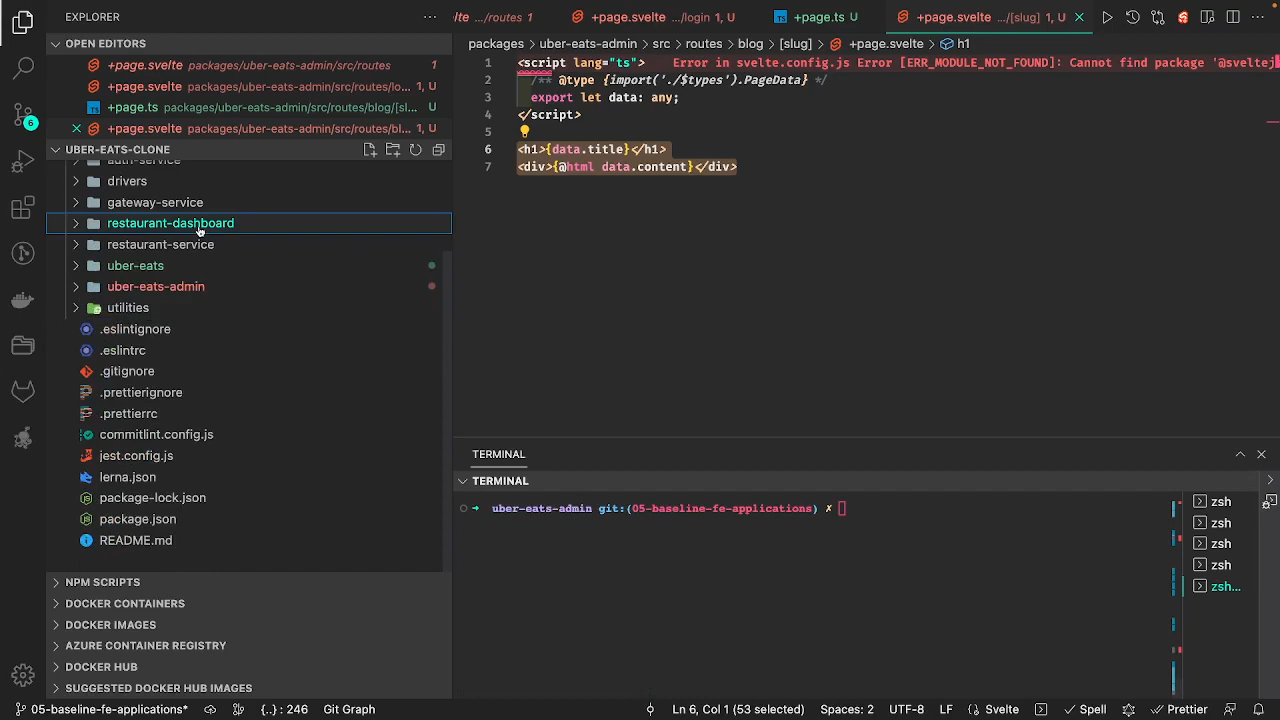 EXPLORER
OPEN EDITORS
+page.svelte packages/uber-eats-admin/src/routes 1
+page.svelte packages/uber-eats-admin/src/routes/lo... 1, U
+page.ts packages/uber-eats-admin/src/routes/blog/[sl... U
+page.svelte packages/uber-eats-admin/src/routes/bl... 1, U
UBER-EATS-CLONE
auth-service
drivers
gateway-service
restaurant-dashboard
restaurant-service
uber-eats
uber-eats-admin
utilities
.eslintignore
.eslintrc
.gitignore
.prettierignore
.prettierrc
commitlint.config.js
jest.config.js
lerna.json
package-lock.json
package.json
README.md
NPM SCRIPTS
DOCKER CONTAINERS
DOCKER IMAGES
AZURE CONTAINER REGISTRY
DOCKER HUB
SUGGESTED DOCKER HUB IMAGES
6
.../routes 1
+page.svelte .../login 1, U
+page.ts U
+page.svelte .../[slug] 1, U
packages > uber-eats-admin > src > routes > blog > [slug] > +page.svelte > h1
1 <script lang="ts"> Error in svelte.config.js Error [ERR_MODULE_NOT_FOUND]: Cannot find package '@sveltej
2 /** @type {import('./$types').PageData} */
3 export let data: any;
4 </script>
5
6 <h1>{data.title}</h1>
7 <div>{@html data.content}</div>
TERMINAL
TERMINAL
➜ uber-eats-admin git:(05-baseline-fe-applications) ✗
zsh
zsh
zsh
zsh
zsh...
05-baseline-fe-applications* {..}: 246 Git Graph Ln 6, Col 1 (53 selected) Spaces: 2 UTF-8 LF Svelte Spell Prettier